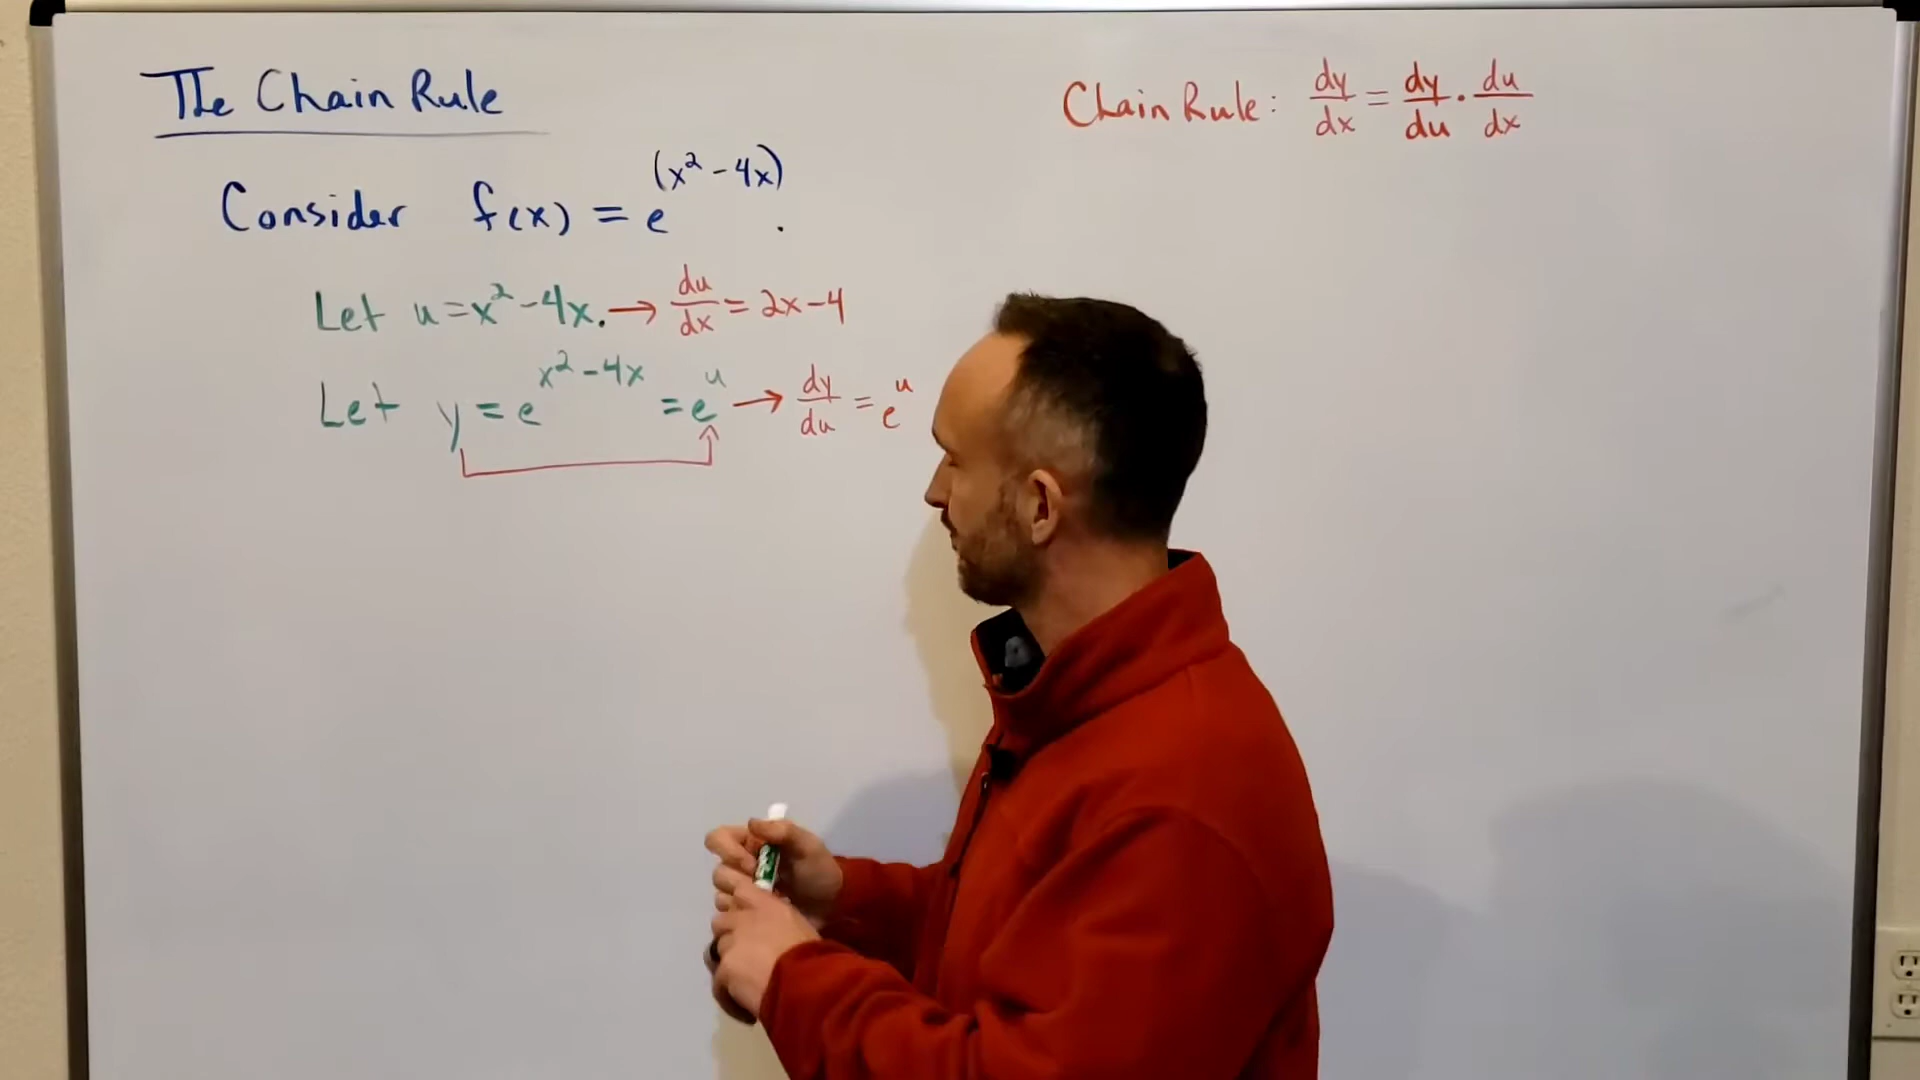 The Chain Rule
Chain Rule: dy/dx = dy/du · du/dx
Consider f(x) = e^(x²-4x).
Let u=x²-4x. → du/dx = 2x-4
Let y = e^x²-4x = e^u → dy/du = e^u